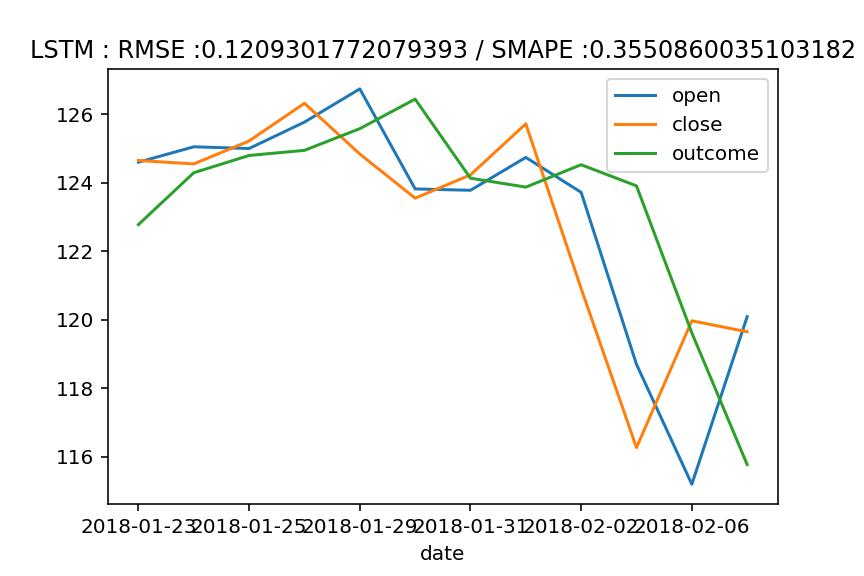 LSTM : RMSE :0.1209301772079393 / SMAPE :0.3550860035103182
open
close
outcome
126
124
122
120
118
116
2018-01-23 2018-01-25 2018-01-29 2018-01-31 2018-02-02 2018-02-06
date